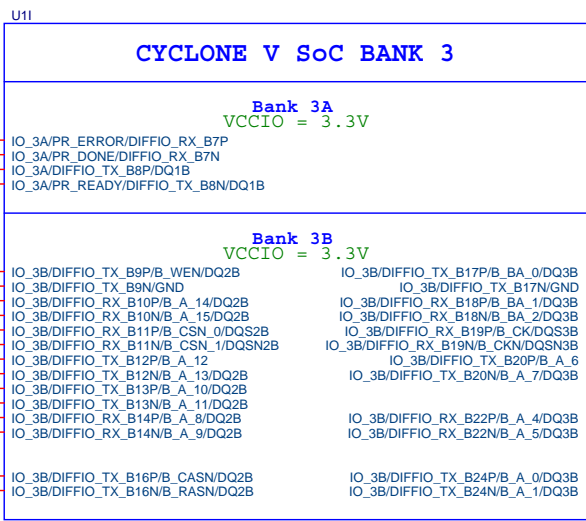 U1I
CYCLONE V SoC BANK 3
Bank 3A
VCCIO = 3.3V
IO_3A/PR_ERROR/DIFFIO_RX_B7P
IO_3A/PR_DONE/DIFFIO_RX_B7N
IO_3A/DIFFIO_TX_B8P/DQ1B
IO_3A/PR_READY/DIFFIO_TX_B8N/DQ1B
Bank 3B
VCCIO = 3.3V
IO_3B/DIFFIO_TX_B9P/B_WEN/DQ2B IO_3B/DIFFIO_TX_B17P/B_BA_0/DQ3B
IO_3B/DIFFIO_TX_B9N/GND IO_3B/DIFFIO_TX_B17N/GND
IO_3B/DIFFIO_RX_B10P/B_A_14/DQ2B IO_3B/DIFFIO_RX_B18P/B_BA_1/DQ3B
IO_3B/DIFFIO_RX_B10N/B_A_15/DQ2B IO_3B/DIFFIO_RX_B18N/B_BA_2/DQ3B
IO_3B/DIFFIO_RX_B11P/B_CSN_0/DQS2B IO_3B/DIFFIO_RX_B19P/B_CK/DQS3B
IO_3B/DIFFIO_RX_B11N/B_CSN_1/DQSN2B IO_3B/DIFFIO_RX_B19N/B_CKN/DQSN3B
IO_3B/DIFFIO_TX_B12P/B_A_12 IO_3B/DIFFIO_TX_B20P/B_A_6
IO_3B/DIFFIO_TX_B12N/B_A_13/DQ2B IO_3B/DIFFIO_TX_B20N/B_A_7/DQ3B
IO_3B/DIFFIO_TX_B13P/B_A_10/DQ2B
IO_3B/DIFFIO_TX_B13N/B_A_11/DQ2B
IO_3B/DIFFIO_RX_B14P/B_A_8/DQ2B IO_3B/DIFFIO_RX_B22P/B_A_4/DQ3B
IO_3B/DIFFIO_RX_B14N/B_A_9/DQ2B IO_3B/DIFFIO_RX_B22N/B_A_5/DQ3B
IO_3B/DIFFIO_TX_B16P/B_CASN/DQ2B IO_3B/DIFFIO_TX_B24P/B_A_0/DQ3B
IO_3B/DIFFIO_TX_B16N/B_RASN/DQ2B IO_3B/DIFFIO_TX_B24N/B_A_1/DQ3B